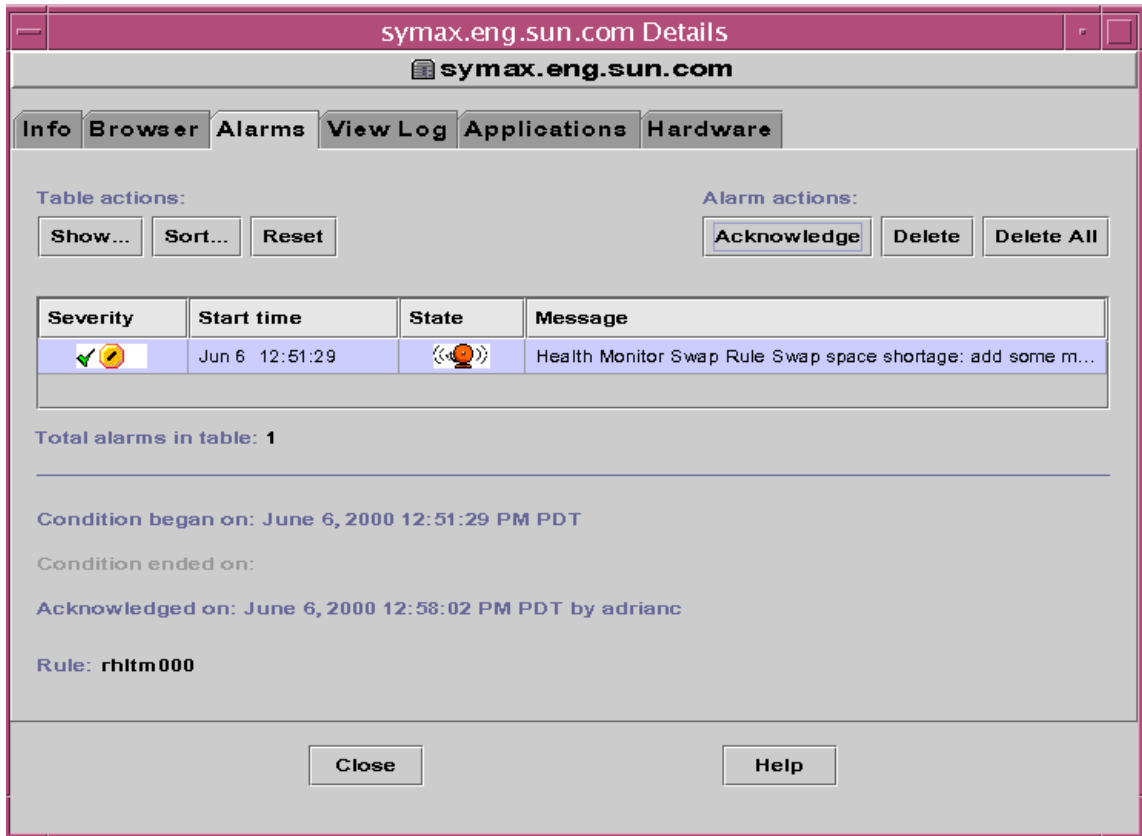 symax.eng.sun.com Details
symax.eng.sun.com
Info Browser Alarms View Log Applications Hardware
Table actions: Alarm actions:
Show... Sort... Reset Acknowledge Delete Delete All
Severity Start time State Message
Jun 6 12:51:29 Health Monitor Swap Rule Swap space shortage: add some m...
Total alarms in table: 1
Condition began on: June 6, 2000 12:51:29 PM PDT
Condition ended on:
Acknowledged on: June 6, 2000 12:58:02 PM PDT by adrianc
Rule: rhltm000
Close Help